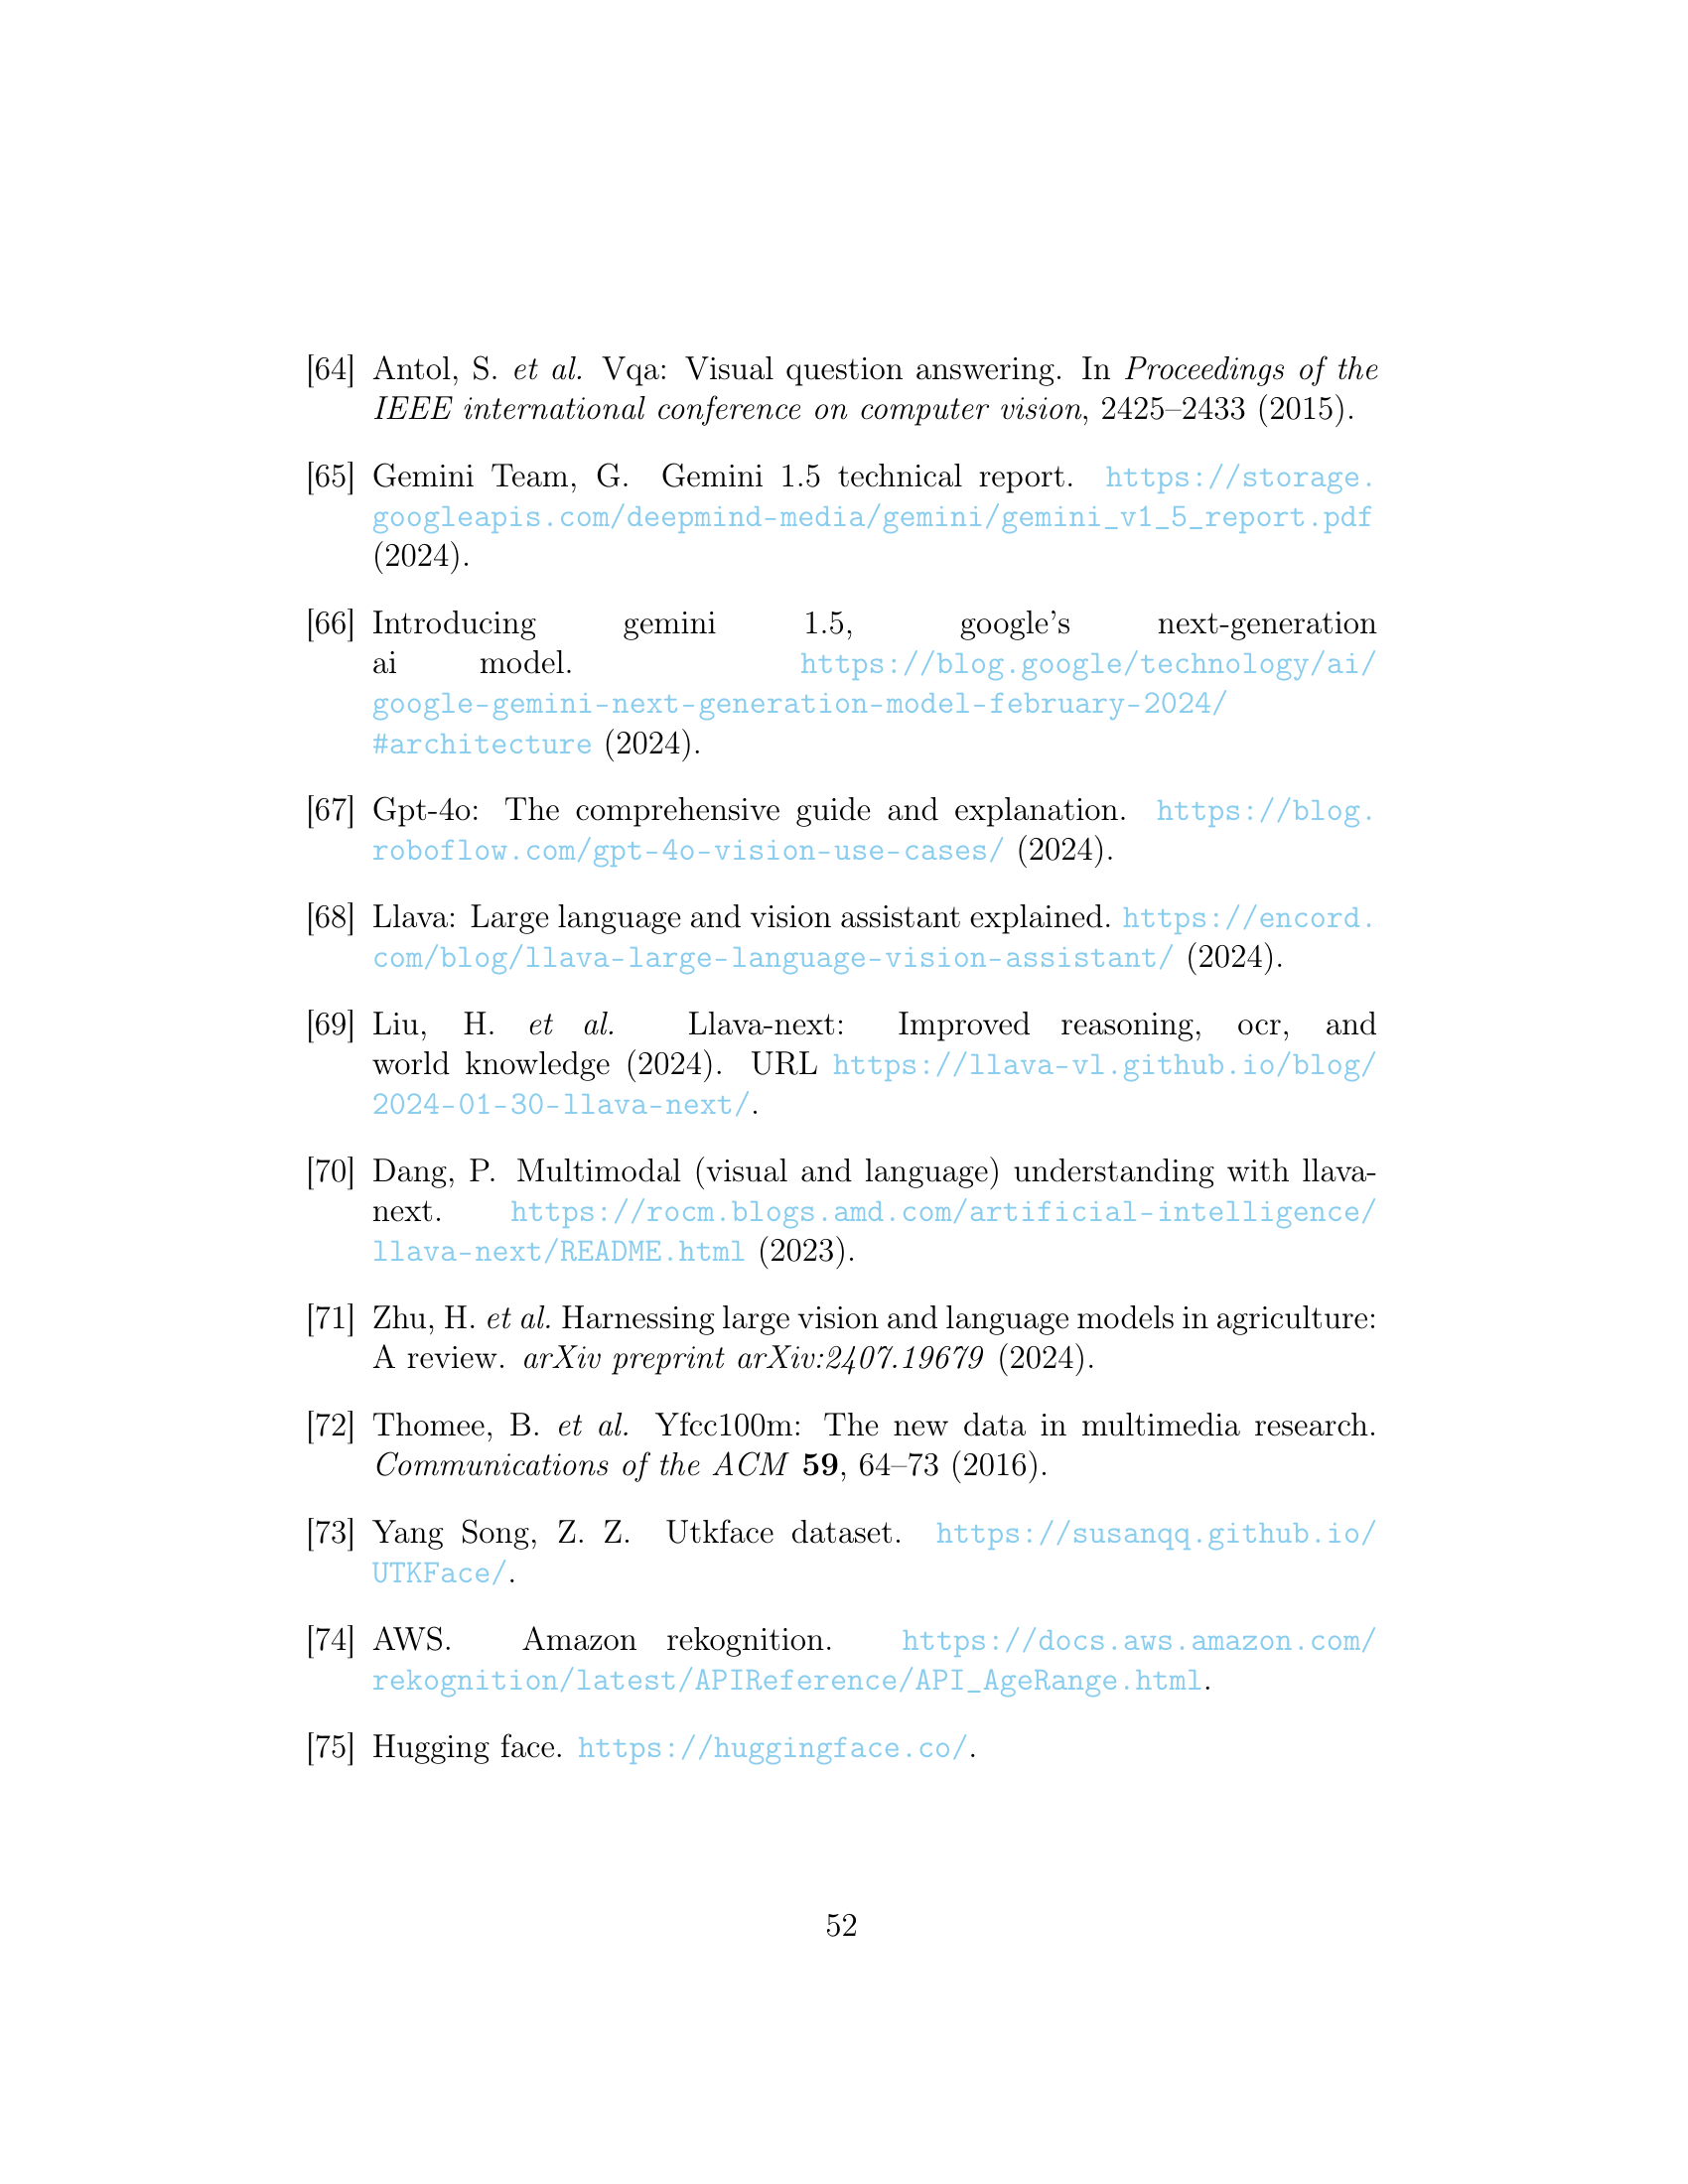 [64] Antol, S. et al. Vqa: Visual question answering. In Proceedings of the
IEEE international conference on computer vision, 2425–2433 (2015).
[65] Gemini Team, G. Gemini 1.5 technical report. https://storage.
googleapis.com/deepmind-media/gemini/gemini_v1_5_report.pdf
(2024).
[66] Introducing gemini 1.5, google’s next-generation
ai model. https://blog.google/technology/ai/
google-gemini-next-generation-model-february-2024/
#architecture (2024).
[67] Gpt-4o: The comprehensive guide and explanation. https://blog.
roboflow.com/gpt-4o-vision-use-cases/ (2024).
[68] Llava: Large language and vision assistant explained. https://encord.
com/blog/llava-large-language-vision-assistant/ (2024).
[69] Liu, H. et al. Llava-next: Improved reasoning, ocr, and
world knowledge (2024). URL https://llava-vl.github.io/blog/
2024-01-30-llava-next/.
[70] Dang, P. Multimodal (visual and language) understanding with llava-
next. https://rocm.blogs.amd.com/artificial-intelligence/
llava-next/README.html (2023).
[71] Zhu, H. et al. Harnessing large vision and language models in agriculture:
A review. arXiv preprint arXiv:2407.19679 (2024).
[72] Thomee, B. et al. Yfcc100m: The new data in multimedia research.
Communications of the ACM 59, 64–73 (2016).
[73] Yang Song, Z. Z. Utkface dataset. https://susanqq.github.io/
UTKFace/.
[74] AWS. Amazon rekognition. https://docs.aws.amazon.com/
rekognition/latest/APIReference/API_AgeRange.html.
[75] Hugging face. https://huggingface.co/.
52